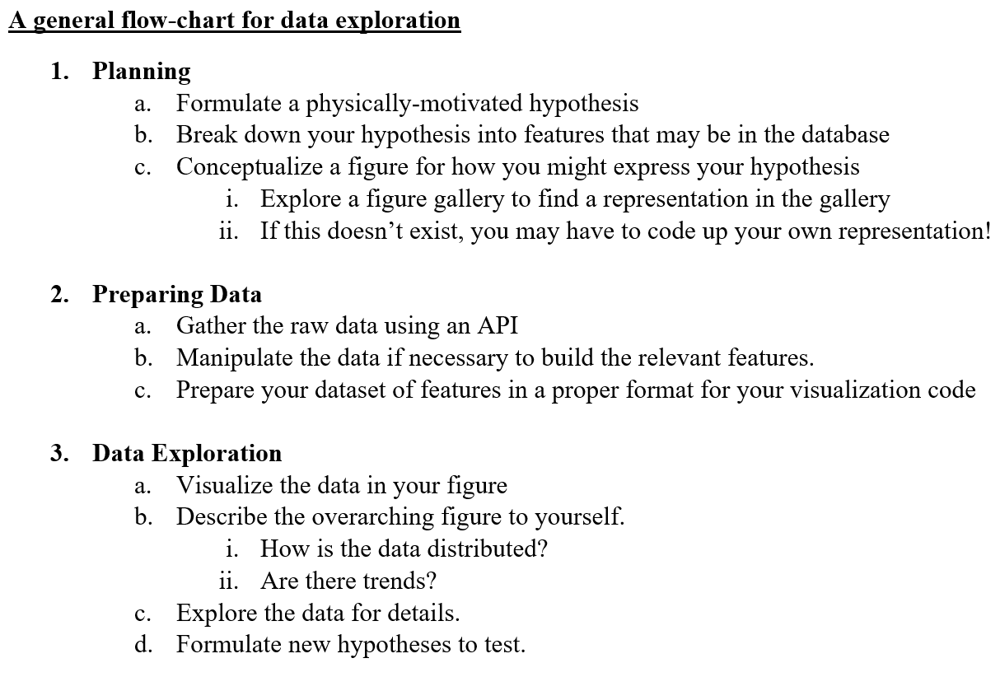 A general flow-chart for data exploration
1. Planning
a. Formulate a physically-motivated hypothesis
b. Break down your hypothesis into features that may be in the database
c. Conceptualize a figure for how you might express your hypothesis
i. Explore a figure gallery to find a representation in the gallery
ii. If this doesn’t exist, you may have to code up your own representation!
2. Preparing Data
a. Gather the raw data using an API
b. Manipulate the data if necessary to build the relevant features.
c. Prepare your dataset of features in a proper format for your visualization code
3. Data Exploration
a. Visualize the data in your figure
b. Describe the overarching figure to yourself.
i. How is the data distributed?
ii. Are there trends?
c. Explore the data for details.
d. Formulate new hypotheses to test.